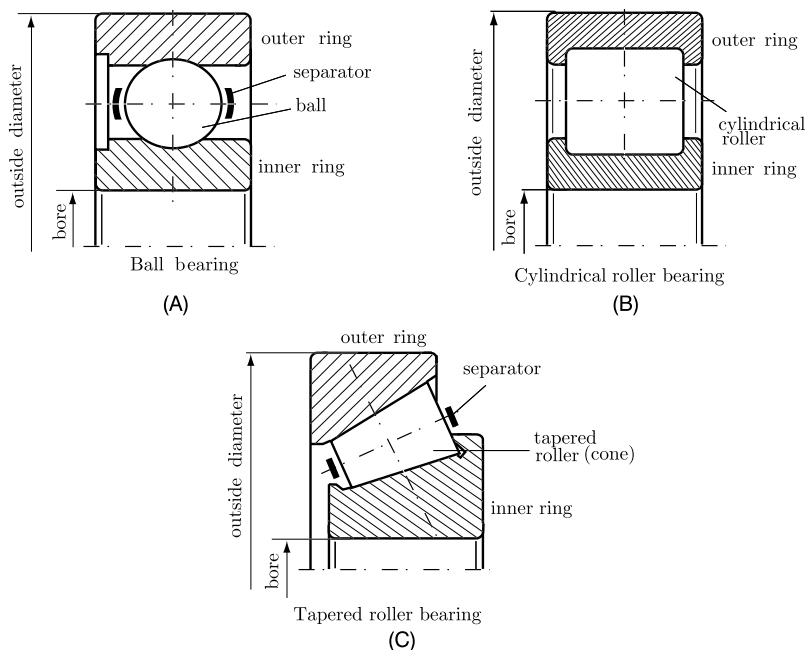 outside diameter
outer ring
separator
ball
inner ring
bore
Ball bearing
(A)
outside diameter
outer ring
cylindrical
roller
inner ring
bore
Cylindrical roller bearing
(B)
outer ring
separator
outside diameter
tapered
roller (cone)
inner ring
bore
Tapered roller bearing
(C)